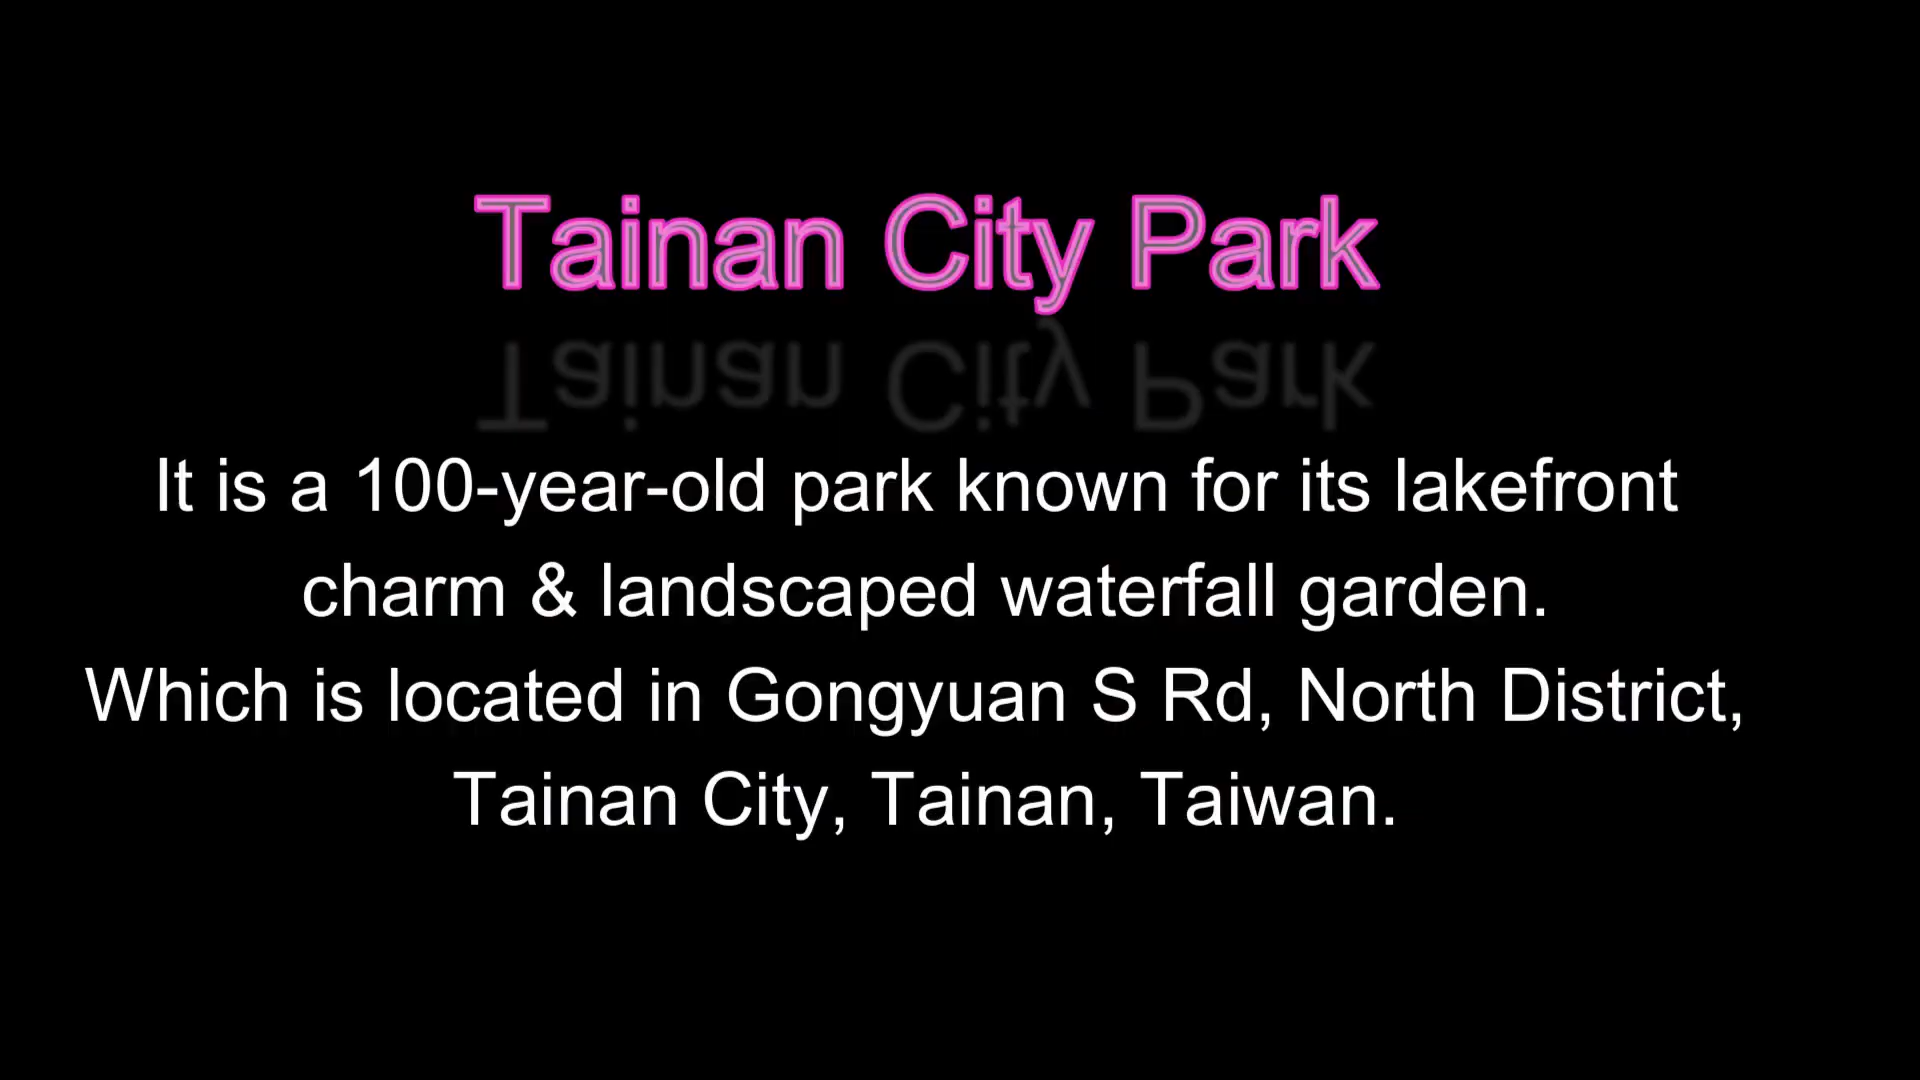 Tainan City Park
It is a 100-year-old park known for its lakefront
charm & landscaped waterfall garden.
Which is located in Gongyuan S Rd, North District,
Tainan City, Tainan, Taiwan.